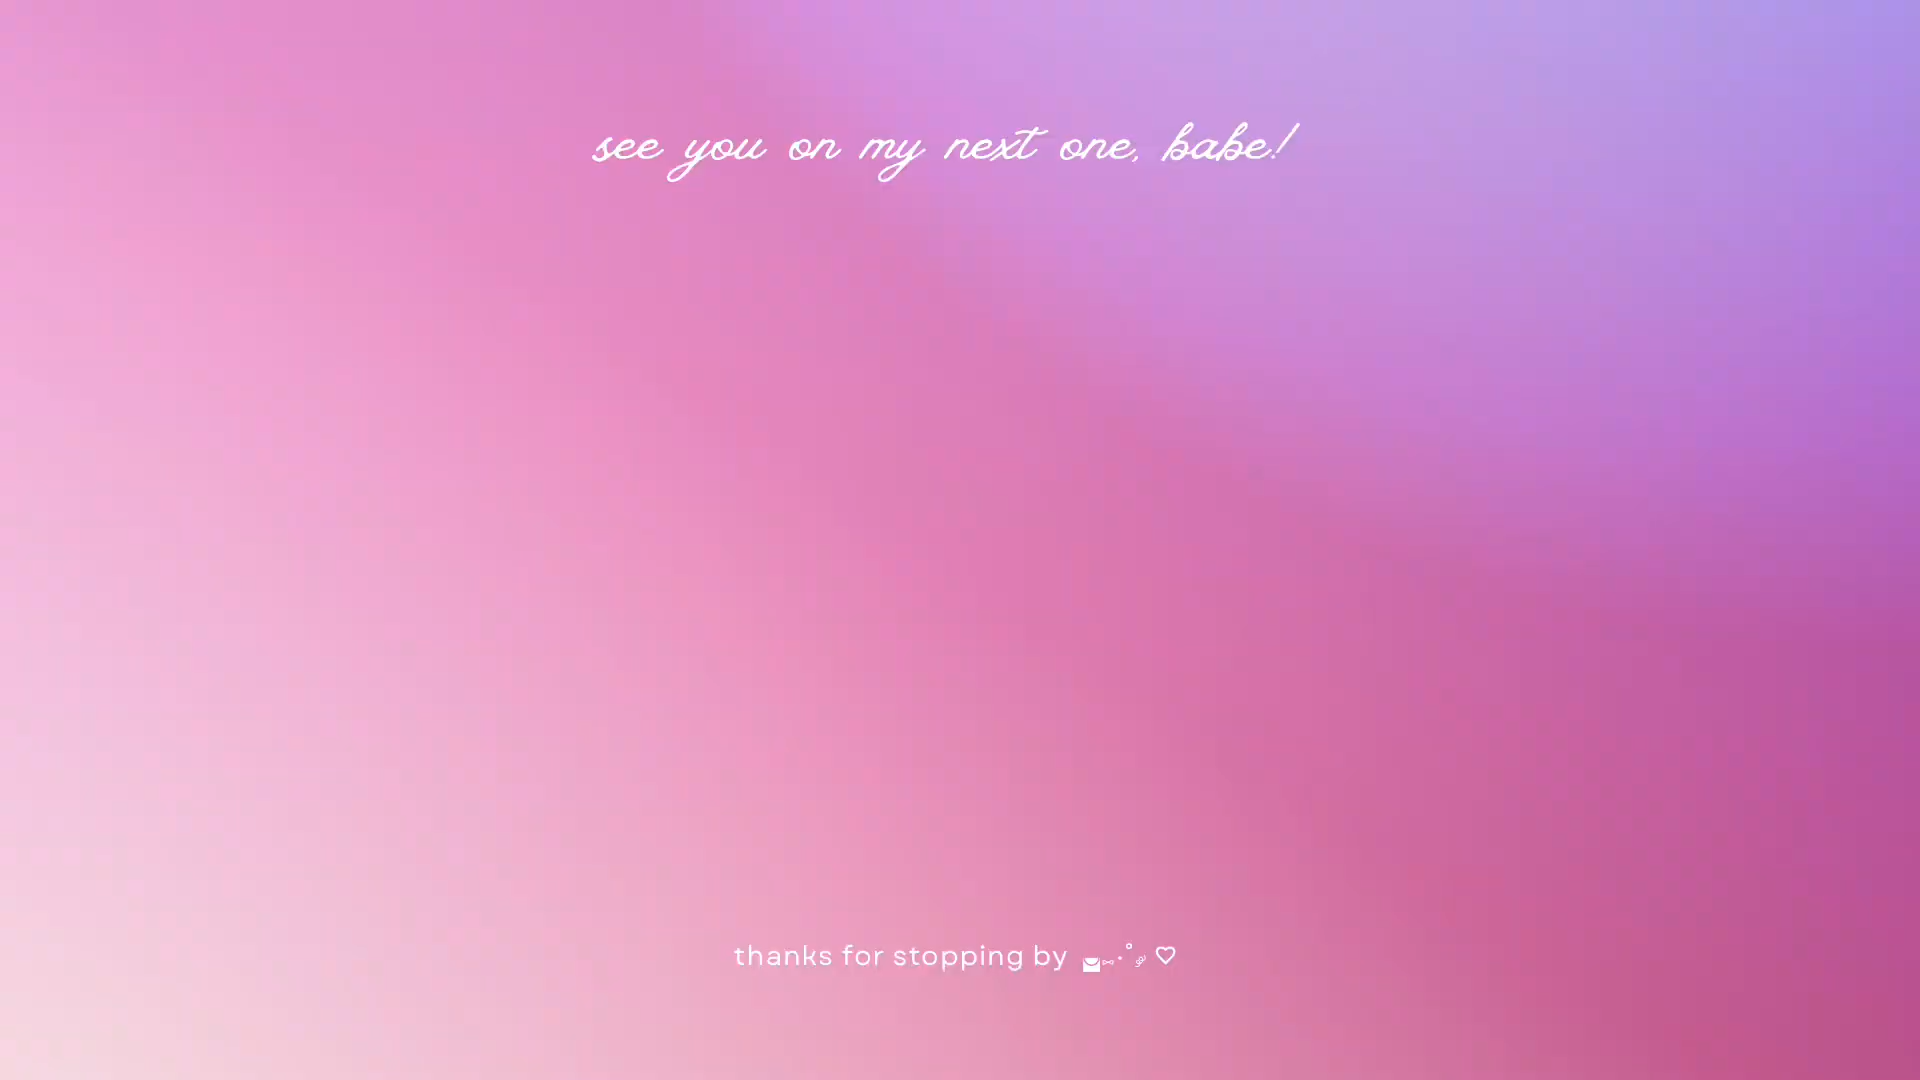 see you on my next one, babe!
thanks for stopping by ♡